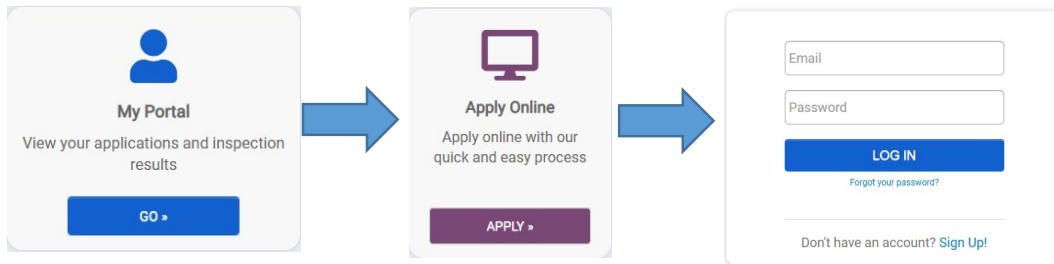 My Portal
View your applications and inspection
results
GO »
Apply Online
Apply online with our
quick and easy process
APPLY »
Email
Password
LOG IN
Forgot your password?
Don't have an account? Sign Up!